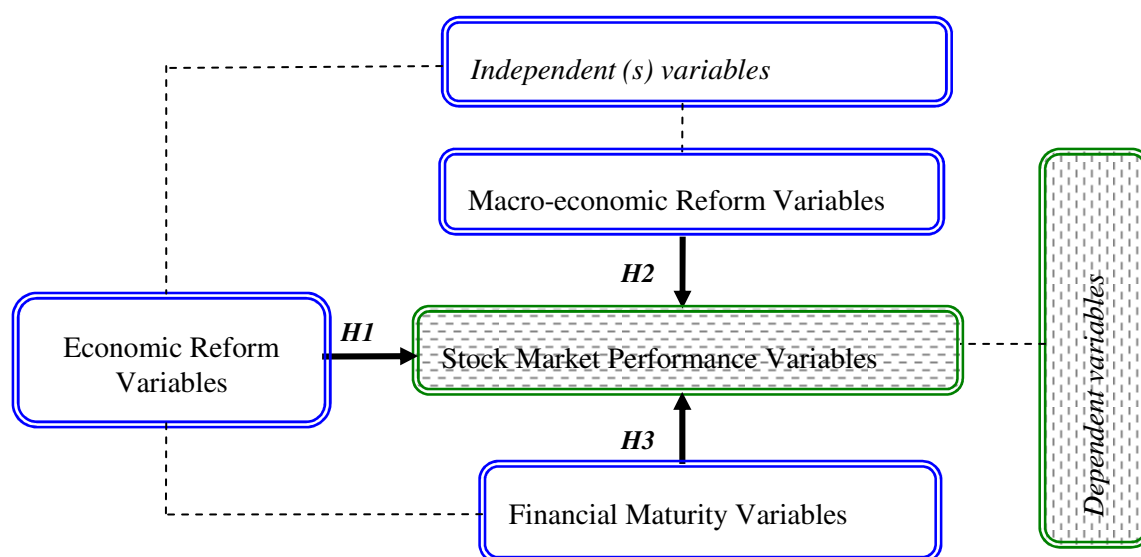 Independent (s) variables
Macro-economic Reform Variables
H2
H1
Economic Reform
Variables
Stock Market Performance Variables
H3
Financial Maturity Variables
Dependent variables